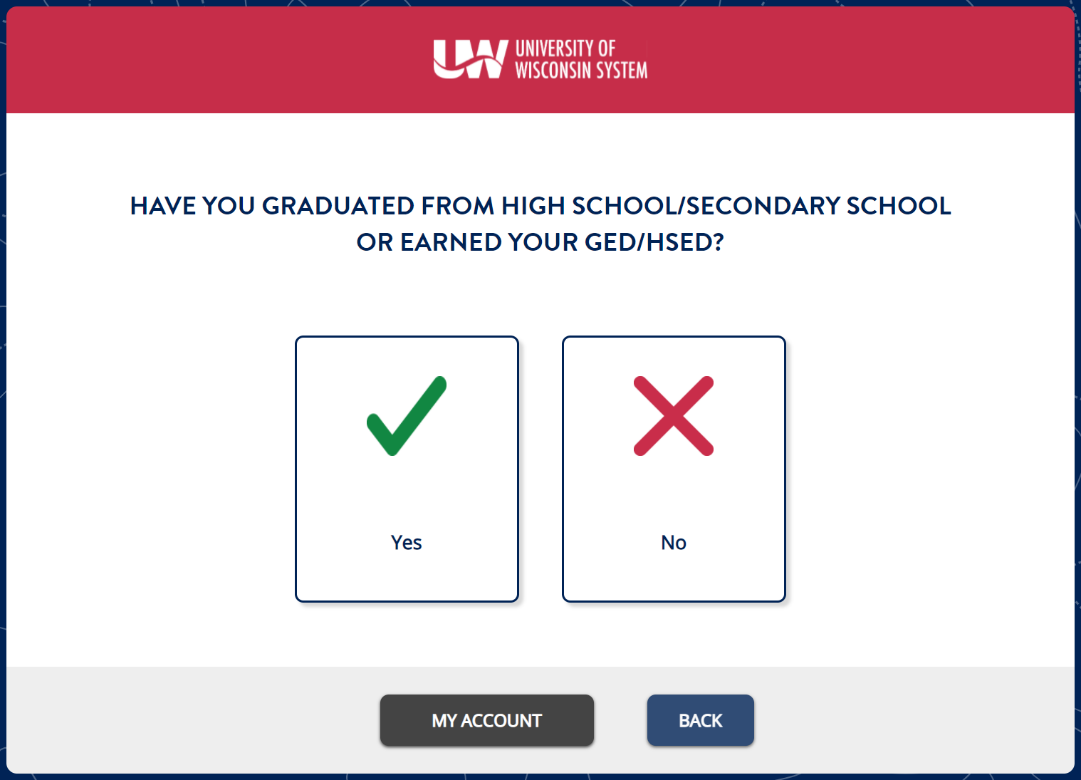 UW UNIVERSITY OF
WISCONSIN SYSTEM
HAVE YOU GRADUATED FROM HIGH SCHOOL/SECONDARY SCHOOL
OR EARNED YOUR GED/HSED?
Yes
No
MY ACCOUNT
BACK